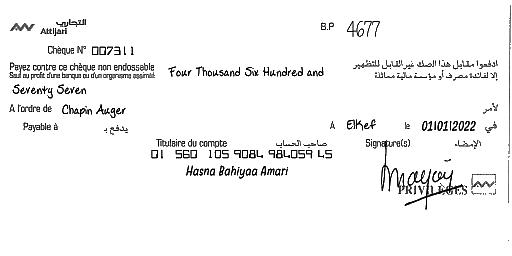 التجاري
Attijari
B.P 4677
Chèque N° 007311
Payez contre ce chèque non endossable
Sauf au profit d'une banque ou d'un organisme assimilé
Four Thousand Six Hundred and
ادفعوا مقابل هذا الصك غير القابل للتظهير
إلا لفائدة مصرف أو مؤسسة مالية مماثلة
Seventy Seven
A l'ordre de Chapin Auger لأمر
Payable à يدفع بـ A ElKef le 01/01/2022 في
Titulaire du compte صاحب الحساب Signature(s) الإمضاء
01 560 105 9084 984059 45
Hasna Bahiyaa Amari
PRIVILÈGES